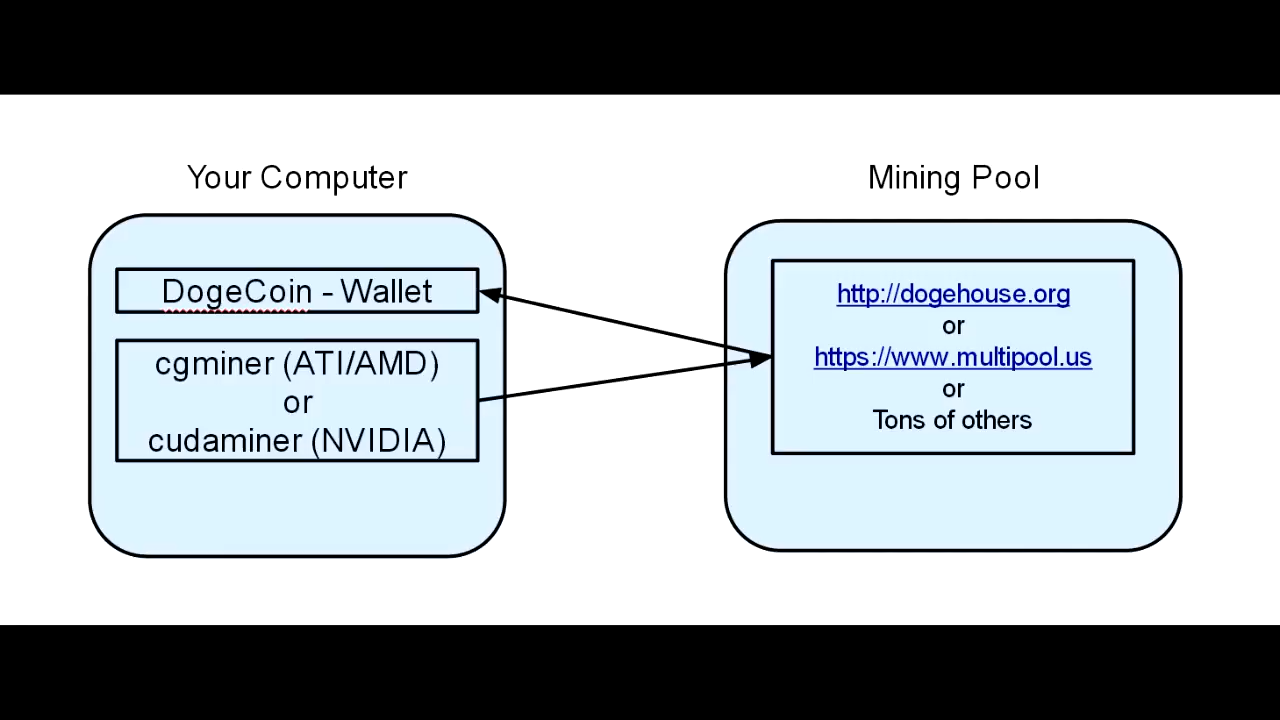 Your Computer
Mining Pool
DogeCoin - Wallet
cgminer (ATI/AMD)
or
cudaminer (NVIDIA)
http://dogehouse.org
or
https://www.multipool.us
or
Tons of others